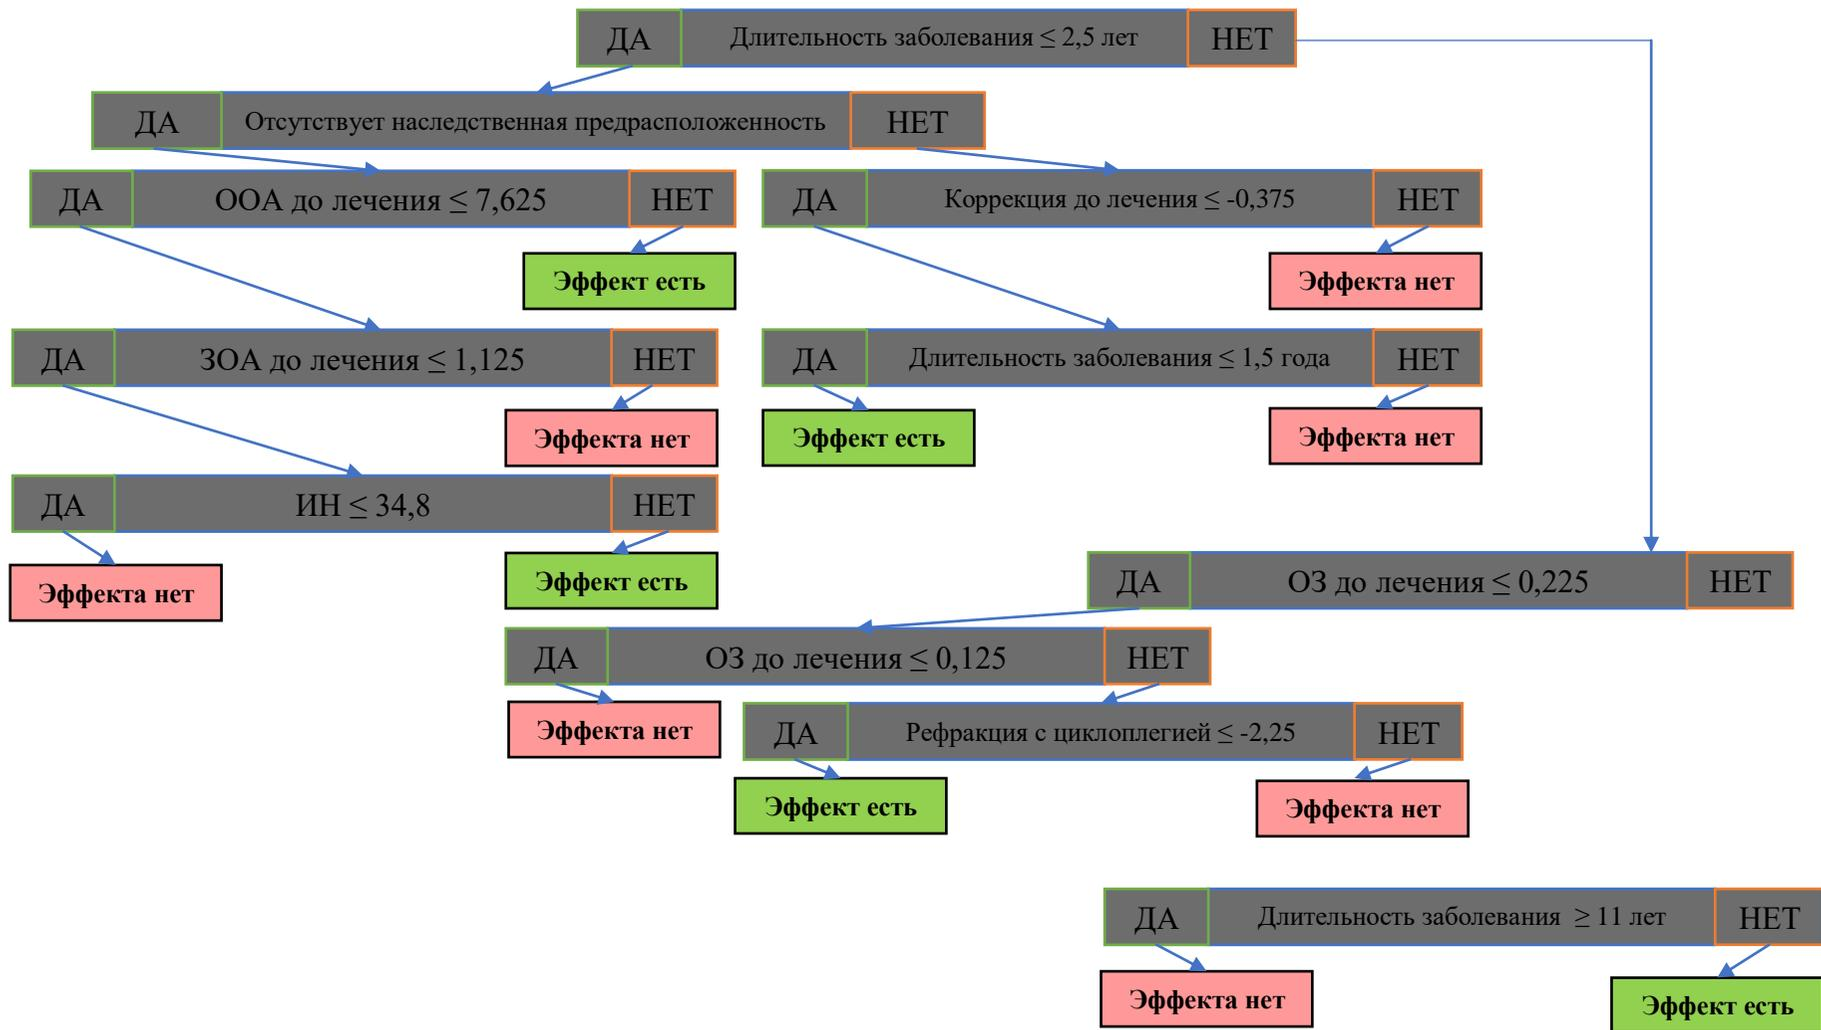 ДА Длительность заболевания ≤ 2,5 лет НЕТ
ДА Отсутствует наследственная предрасположенность НЕТ
ДА ООА до лечения ≤ 7,625 НЕТ
ДА Коррекция до лечения ≤ -0,375 НЕТ
Эффект есть
Эффекта нет
ДА ЗОА до лечения ≤ 1,125 НЕТ
ДА Длительность заболевания ≤ 1,5 года НЕТ
Эффекта нет
Эффект есть
Эффекта нет
ДА ИН ≤ 34,8 НЕТ
Эффекта нет
Эффект есть
ДА ОЗ до лечения ≤ 0,225 НЕТ
ДА ОЗ до лечения ≤ 0,125 НЕТ
Эффекта нет
ДА Рефракция с циклоплегией ≤ -2,25 НЕТ
Эффект есть
Эффекта нет
ДА Длительность заболевания ≥ 11 лет НЕТ
Эффекта нет
Эффект есть